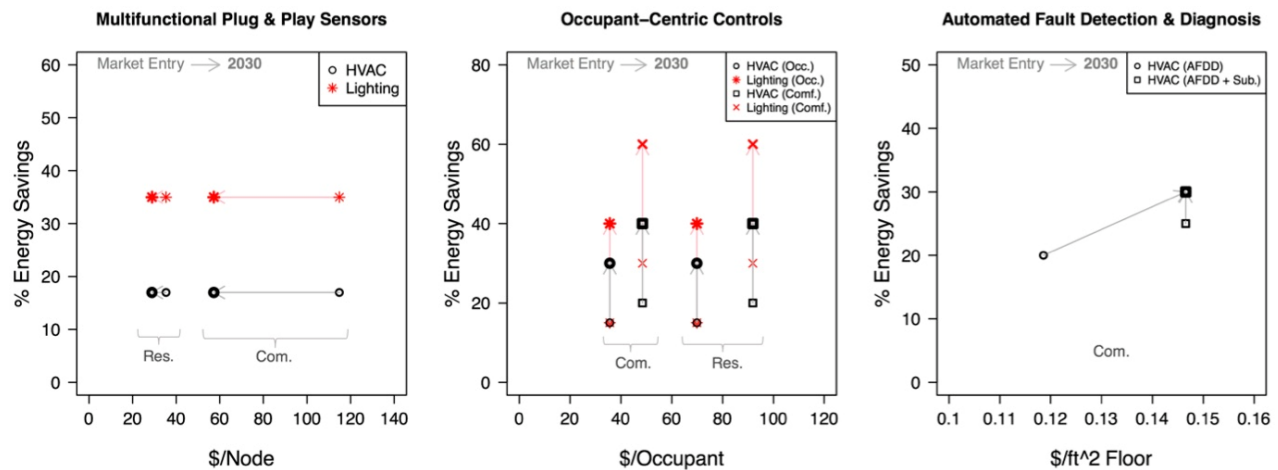 Multifunctional Plug & Play Sensors
Market Entry → 2030
HVAC
Lighting
% Energy Savings
60
50
40
30
20
10
0
Res.
Com.
0 20 40 60 80 100 120 140
$/Node
Occupant−Centric Controls
Market Entry → 2030
HVAC (Occ.)
Lighting (Occ.)
HVAC (Comf.)
Lighting (Comf.)
% Energy Savings
80
60
40
20
0
Com.
Res.
0 20 40 60 80 100 120
$/Occupant
Automated Fault Detection & Diagnosis
Market Entry → 2030
HVAC (AFDD)
HVAC (AFDD + Sub.)
% Energy Savings
50
40
30
20
10
0
Com.
0.1 0.11 0.12 0.13 0.14 0.15 0.16
$/ft^2 Floor